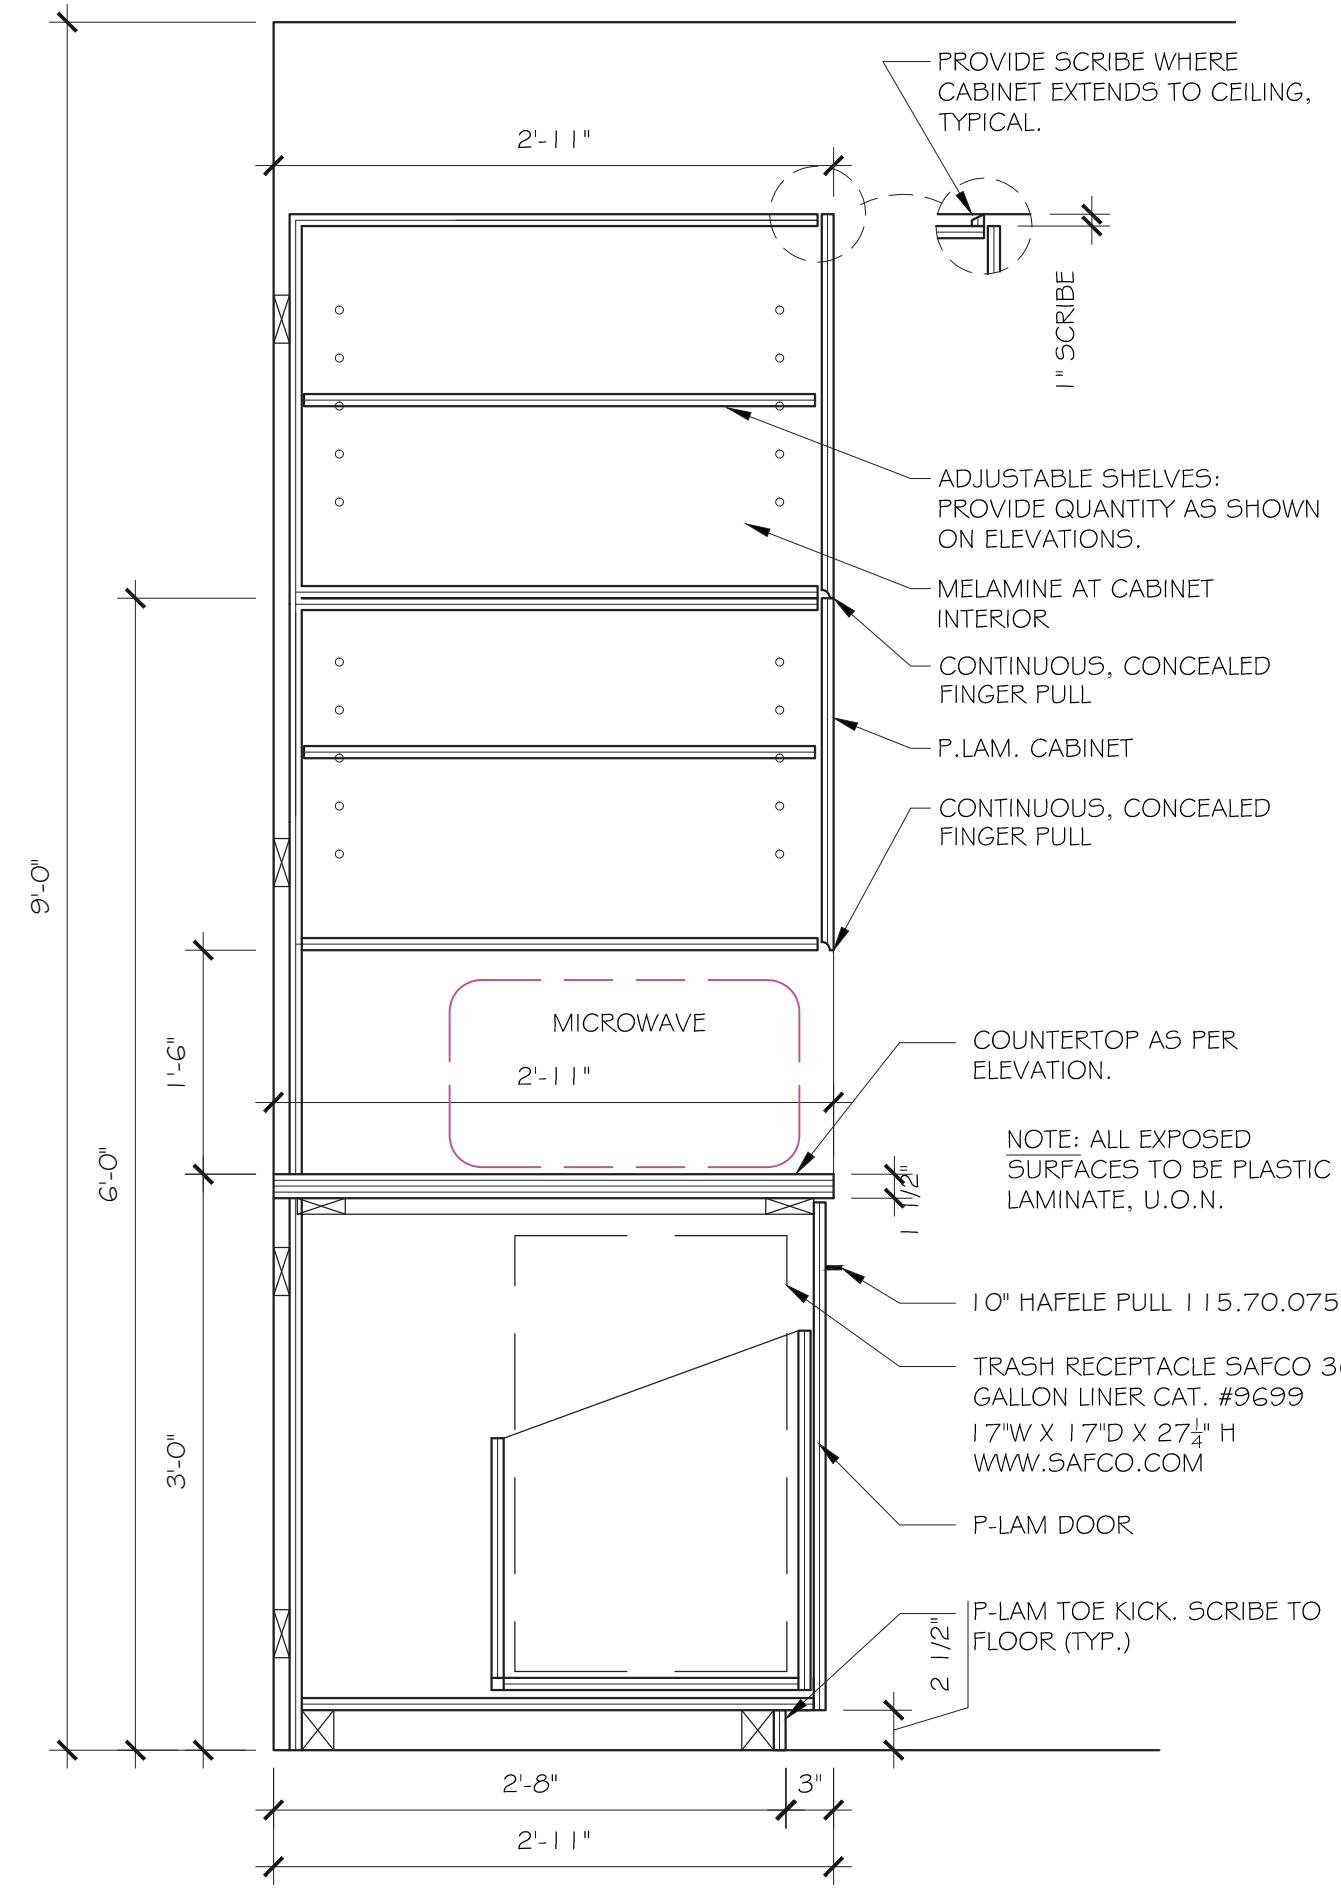 PROVIDE SCRIBE WHERE
CABINET EXTENDS TO CEILING,
TYPICAL.
2'-11"
1" SCRIBE
ADJUSTABLE SHELVES:
PROVIDE QUANTITY AS SHOWN
ON ELEVATIONS.
MELAMINE AT CABINET
INTERIOR
CONTINUOUS, CONCEALED
FINGER PULL
P.LAM. CABINET
CONTINUOUS, CONCEALED
FINGER PULL
9'-0"
6'-0"
1'-6"
3'-0"
MICROWAVE
2'-11"
COUNTERTOP AS PER
ELEVATION.
NOTE: ALL EXPOSED
SURFACES TO BE PLASTIC
LAMINATE, U.O.N.
1 1/2"
10" HAFELE PULL 115.70.075
TRASH RECEPTACLE SAFCO
GALLON LINER CAT. #9699
17"W X 17"D X 27¼" H
WWW.SAFCO.COM
P-LAM DOOR
P-LAM TOE KICK. SCRIBE TO
FLOOR (TYP.)
2 1/2"
2'-8"
3"
2'-11"